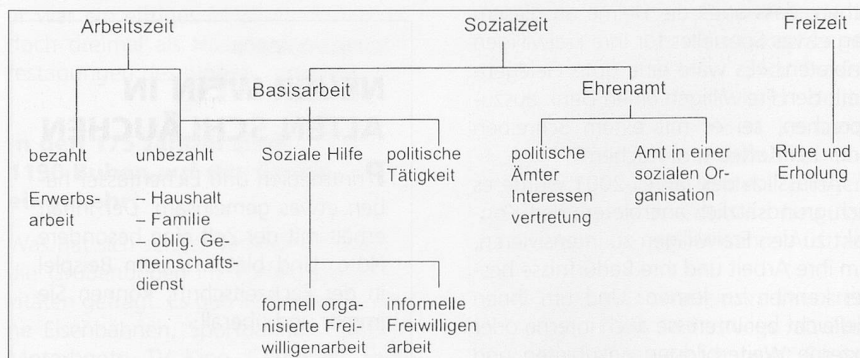 Arbeitszeit
Sozialzeit
Freizeit
Basisarbeit
Ehrenamt
bezahlt
unbezahlt
Soziale Hilfe
politische
Tätigkeit
politische
Ämter
Interessen
vertretung
Amt in einer
sozialen Or-
ganisation
Ruhe und
Erholung
Erwerbs-
arbeit
– Haushalt
– Familie
– oblig. Ge-
meinschafts-
dienst
formell orga-
nisierte Frei-
willigenarbeit
informelle
Freiwilligen
arbeit